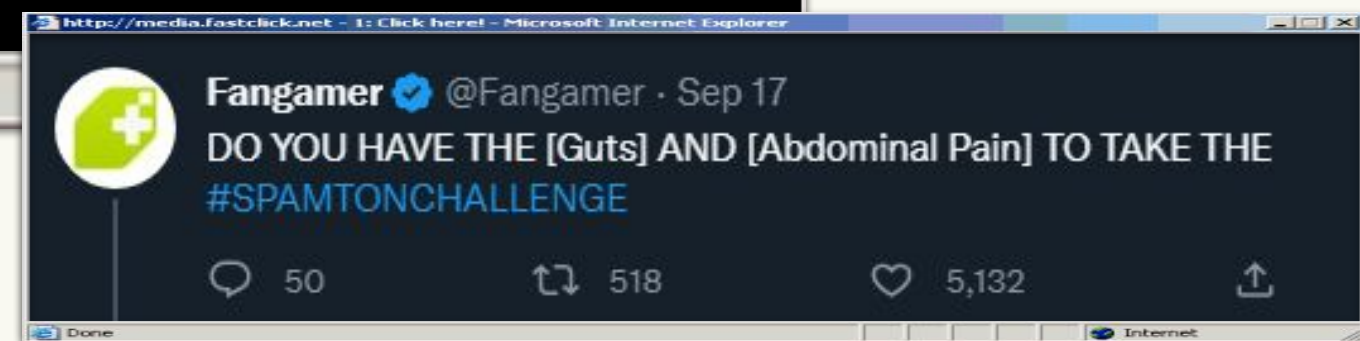 http://media.fastclick.net - 1: Click here! - Microsoft Internet Explorer
Fangamer @Fangamer · Sep 17
DO YOU HAVE THE [Guts] AND [Abdominal Pain] TO TAKE THE
#SPAMTONCHALLENGE
50 518 5,132
Done Internet